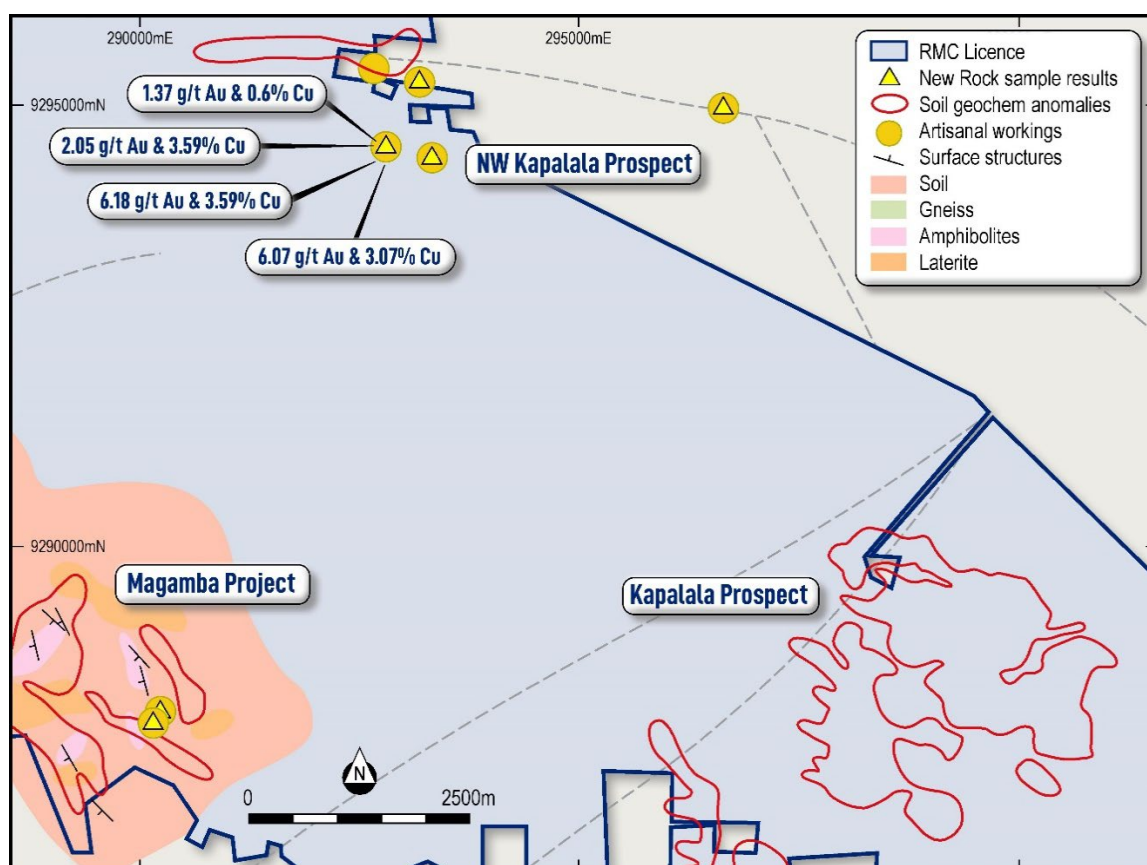 290000mE
295000mE
9295000mN
1.37 g/t Au & 0.6% Cu
2.05 g/t Au & 3.59% Cu
6.18 g/t Au & 3.59% Cu
6.07 g/t Au & 3.07% Cu
NW Kapalala Prospect
RMC Licence
New Rock sample results
Soil geochem anomalies
Artisanal workings
Surface structures
Soil
Gneiss
Amphibolites
Laterite
9290000mN
Magamba Project
Kapalala Prospect
N
0
2500m